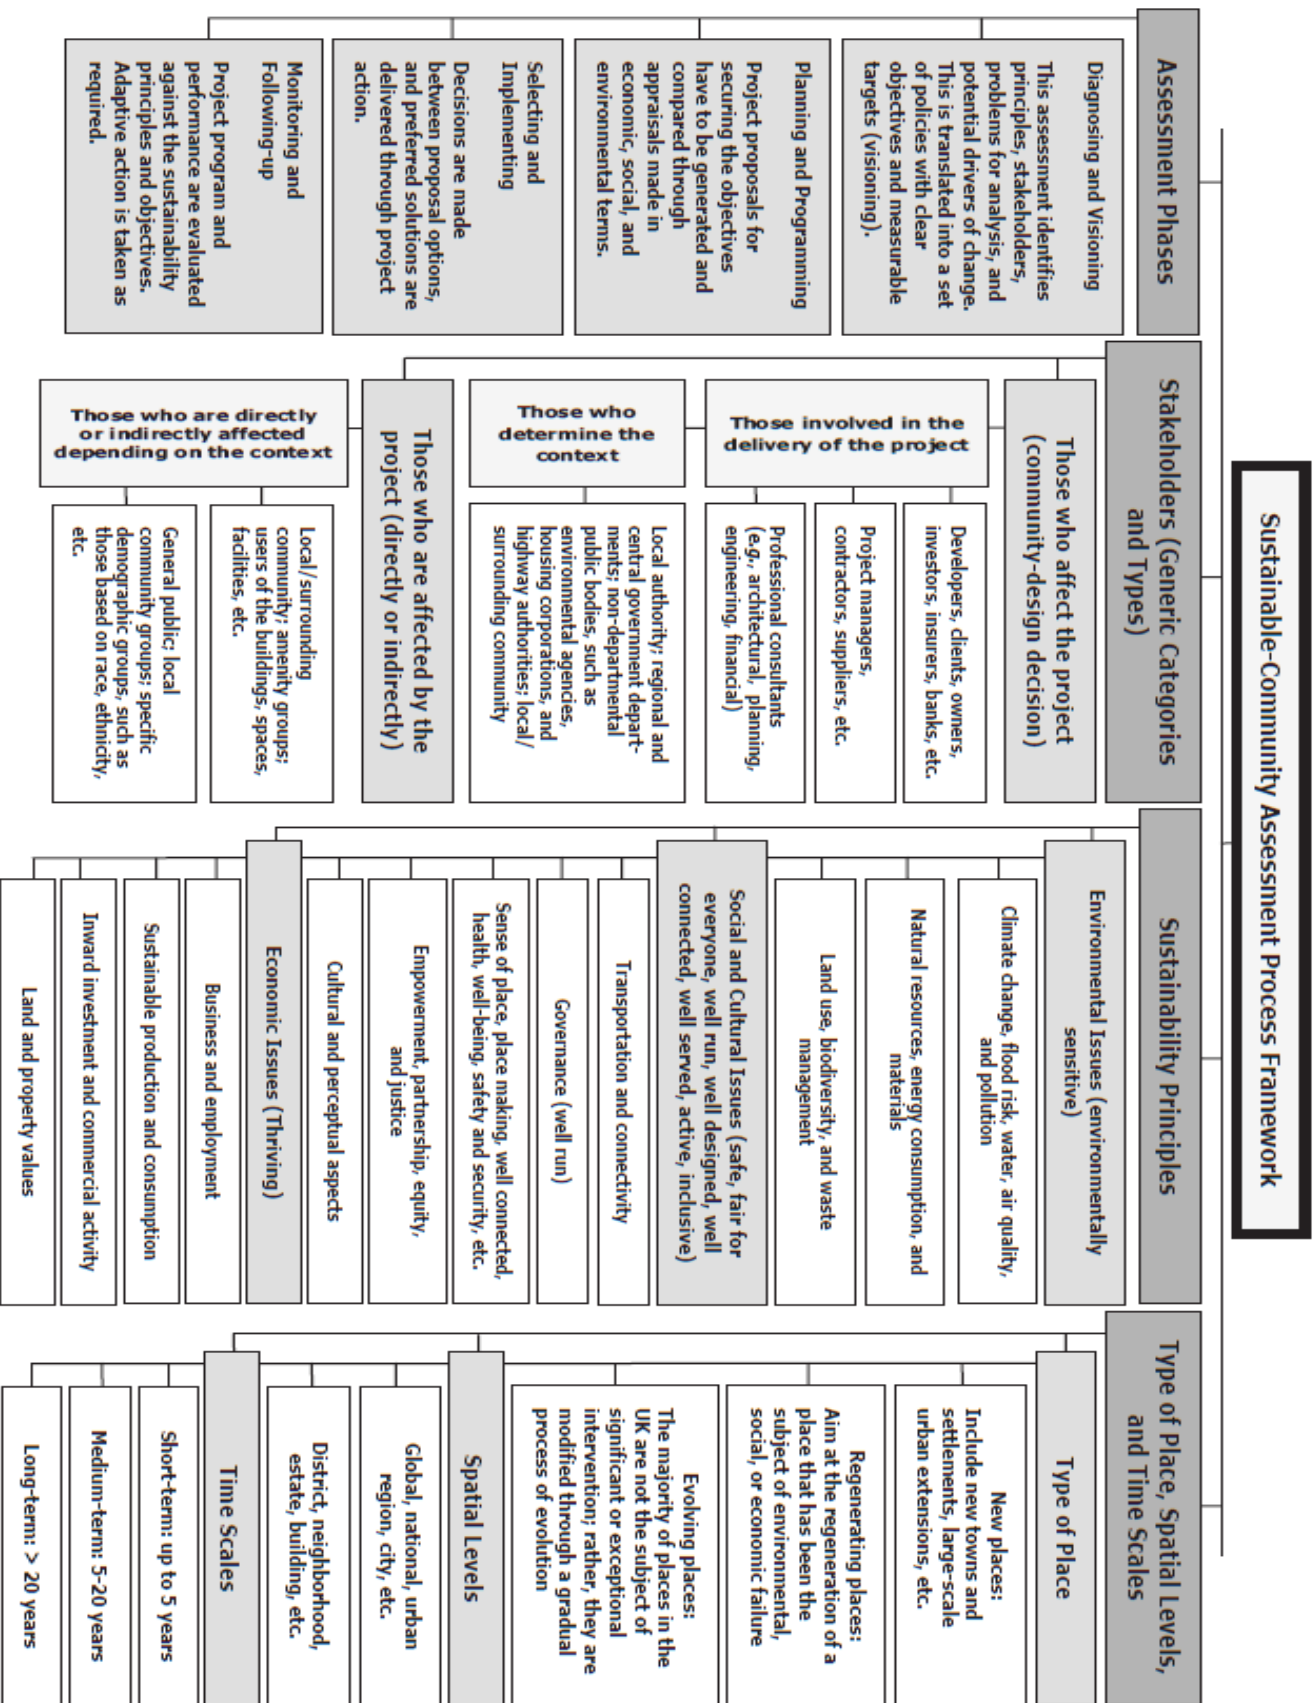 Sustainable-Community Assessment Process Framework
Assessment Phases
Diagnosing and Visioning
This assessment identifies
principles, stakeholders,
problems for analysis, and
potential drivers of change.
This is translated into a set
of policies with clear
objectives and measurable
targets (visioning).
Planning and Programming
Project proposals for
securing the objectives
have to be generated and
compared through
appraisals made in
economic, social, and
environmental terms.
Selecting and
Implementing
Decisions are made
between proposal options,
and preferred solutions are
delivered through project
action.
Monitoring and
Following-up
Project program and
performance are evaluated
against the sustainability
principles and objectives.
Adaptive action is taken as
required.
Stakeholders (Generic Categories
and Types)
Those who affect the project
(community-design decision)
Those involved in the
delivery of the project
Developers, clients, owners,
investors, insurers, banks, etc.
Project managers,
contractors, suppliers, etc.
Professional consultants
(e.g., architectural, planning,
engineering, financial)
Those who
determine the
context
Local authority; regional and
central government depart-
ments; non-departmental
public bodies, such as
environmental agencies,
housing corporations, and
highway authorities; local/
surrounding community
Those who are affected by the
project (directly or indirectly)
Those who are directly
or indirectly affected
depending on the context
Local/surrounding
community; amenity groups;
users of the buildings, spaces,
facilities, etc.
General public; local
community groups; specific
demographic groups, such as
those based on race, ethnicity,
etc.
Sustainability Principles
Environmental Issues (environmentally
sensitive)
Climate change, flood risk, water, air quality,
and pollution
Natural resources, energy consumption, and
materials
Land use, biodiversity, and waste
management
Social and Cultural Issues (safe, fair for
everyone, well run, well designed, well
connected, well served, active, inclusive)
Transportation and connectivity
Governance (well run)
Sense of place, place making, well connected,
health, well-being, safety and security, etc.
Empowerment, partnership, equity,
and justice
Cultural and perceptual aspects
Economic Issues (Thriving)
Business and employment
Sustainable production and consumption
Inward investment and commercial activity
Land and property values
Type of Place, Spatial Levels,
and Time Scales
Type of Place
New places:
Include new towns and
settlements, large-scale
urban extensions, etc.
Regenerating places:
Aim at the regeneration of a
place that has been the
subject of environmental,
social, or economic failure
Evolving places:
The majority of places in the
UK are not the subject of
significant or exceptional
intervention; rather, they are
modified through a gradual
process of evolution
Spatial Levels
Global, national, urban
region, city, etc.
District, neighborhood,
estate, building, etc.
Time Scales
Short-term: up to 5 years
Medium-term: 5-20 years
Long-term: > 20 years